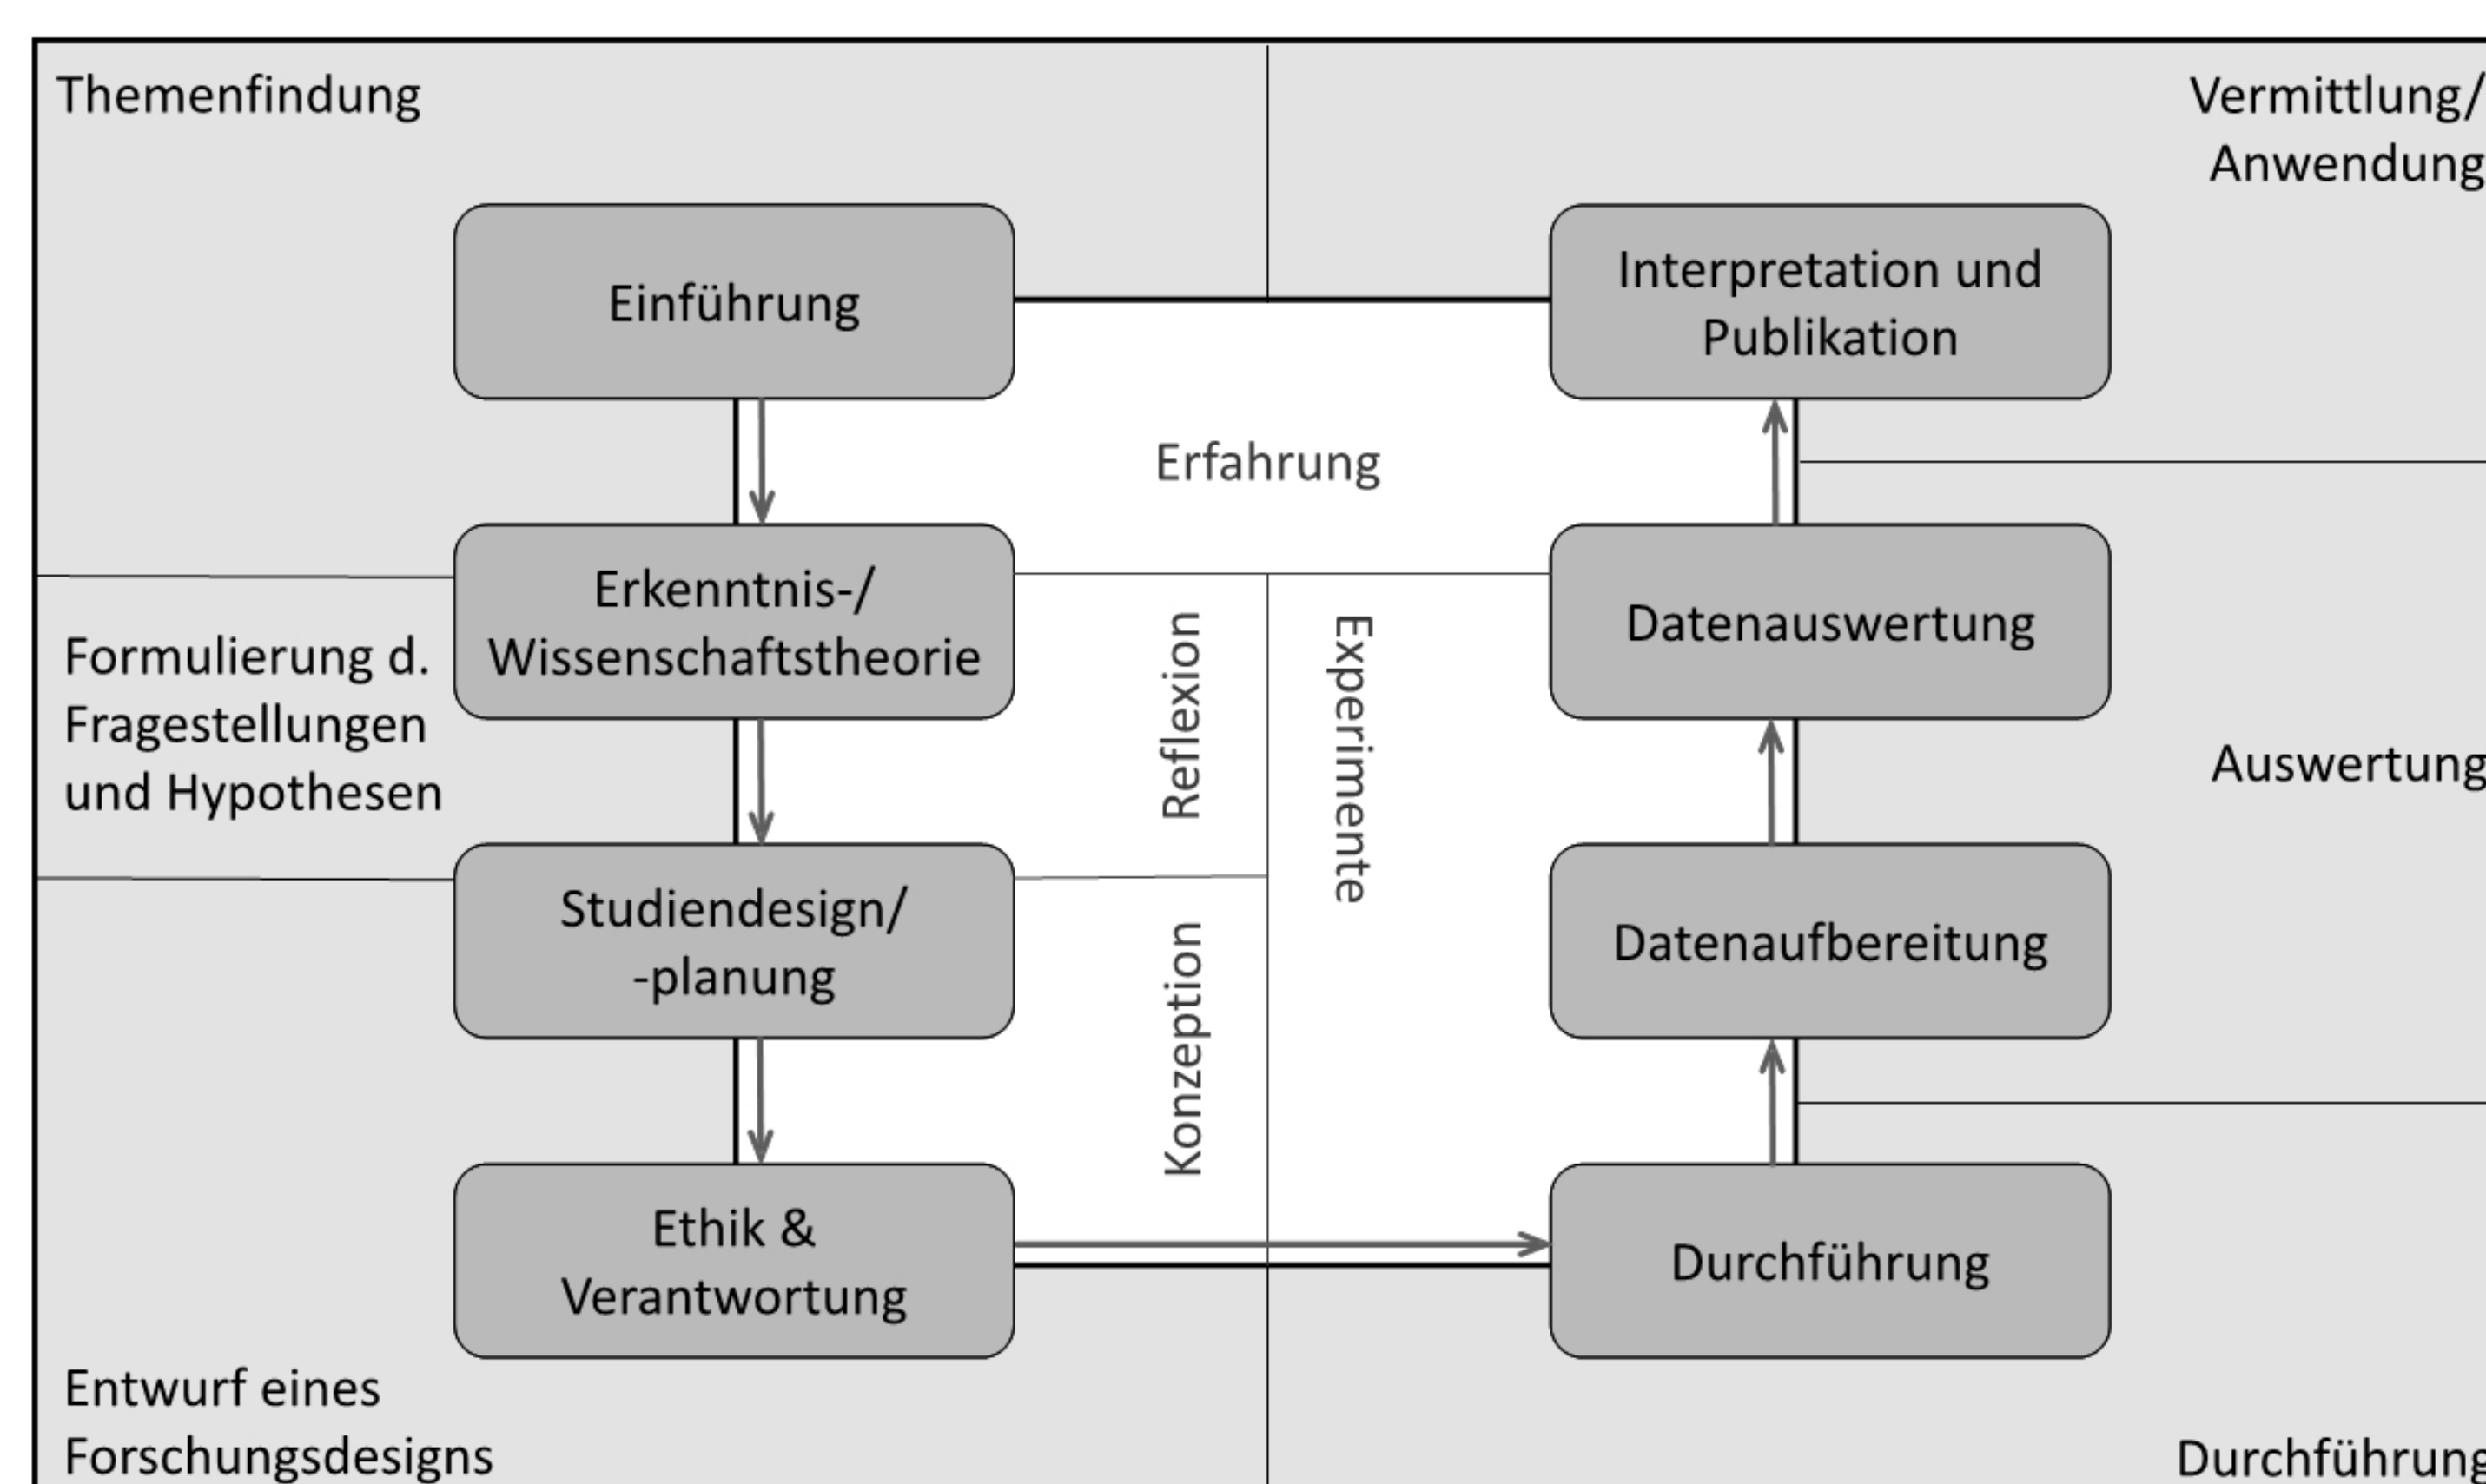 Themenfindung
Vermittlung/
Anwendung
Einführung
Interpretation und
Publikation
Erfahrung
Erkenntnis-/
Wissenschaftstheorie
Datenauswertung
Formulierung d.
Fragestellungen
und Hypothesen
Reflexion
Experimente
Auswertung
Studiendesign/
-planung
Datenaufbereitung
Konzeption
Ethik &
Verantwortung
Durchführung
Entwurf eines
Forschungsdesigns
Durchführung